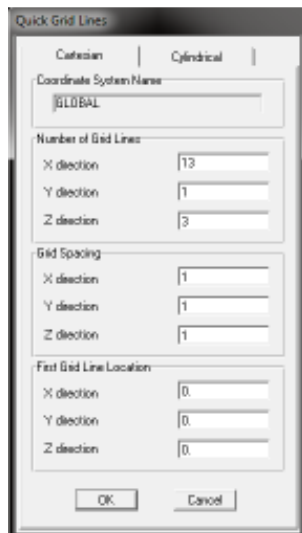 Quick Grid Lines
Cartesian
Cylindrical
Coordinate System Name
GLOBAL
Number of Grid Lines
X direction
13
Y direction
1
Z direction
3
Grid Spacing
X direction
1
Y direction
1
Z direction
1
First Grid Line Location
X direction
0.
Y direction
0.
Z direction
0.
OK
Cancel